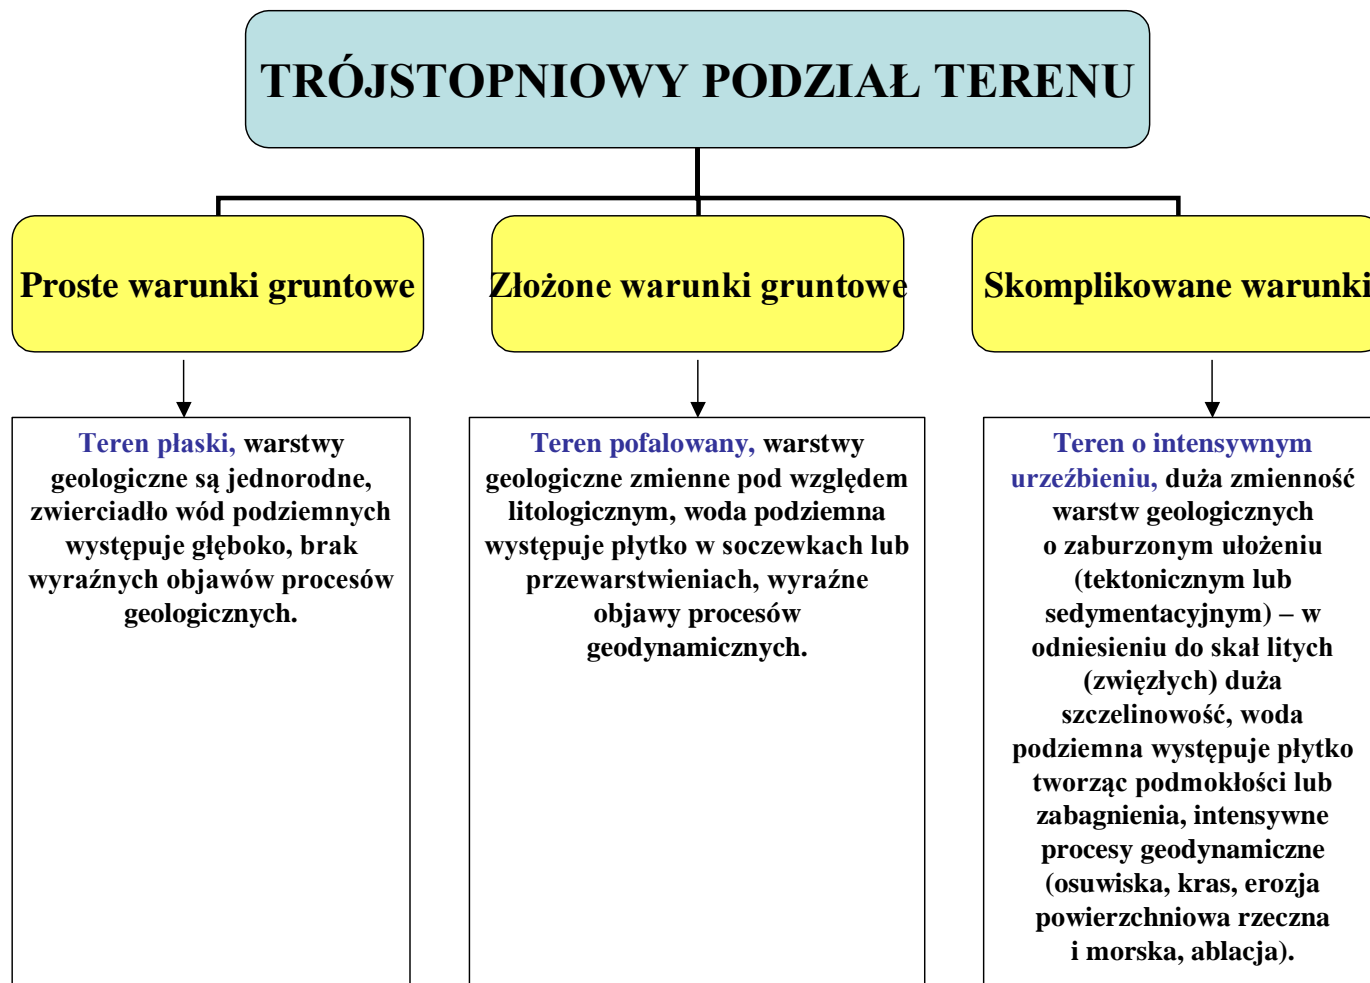 TRÓJSTOPNIOWY PODZIAŁ TERENU
Proste warunki gruntowe
Złożone warunki gruntowe
Skomplikowane warunki
Teren płaski, warstwy
geologiczne są jednorodne,
zwierciadło wód podziemnych
występuje głęboko, brak
wyraźnych objawów procesów
geologicznych.
Teren pofalowany, warstwy
geologiczne zmienne pod względem
litologicznym, woda podziemna
występuje płytko w soczewkach lub
przewarstwieniach, wyraźne
objawy procesów
geodynamicznych.
Teren o intensywnym
urzeźbieniu, duża zmienność
warstw geologicznych
o zaburzonym ułożeniu
(tektonicznym lub
sedymentacyjnym) – w
odniesieniu do skał litych
(zwięzłych) duża
szczelinowość, woda
podziemna występuje płytko
tworząc podmokłości lub
zabagnienia, intensywne
procesy geodynamiczne
(osuwiska, kras, erozja
powierzchniowa rzeczna
i morska, ablacja).